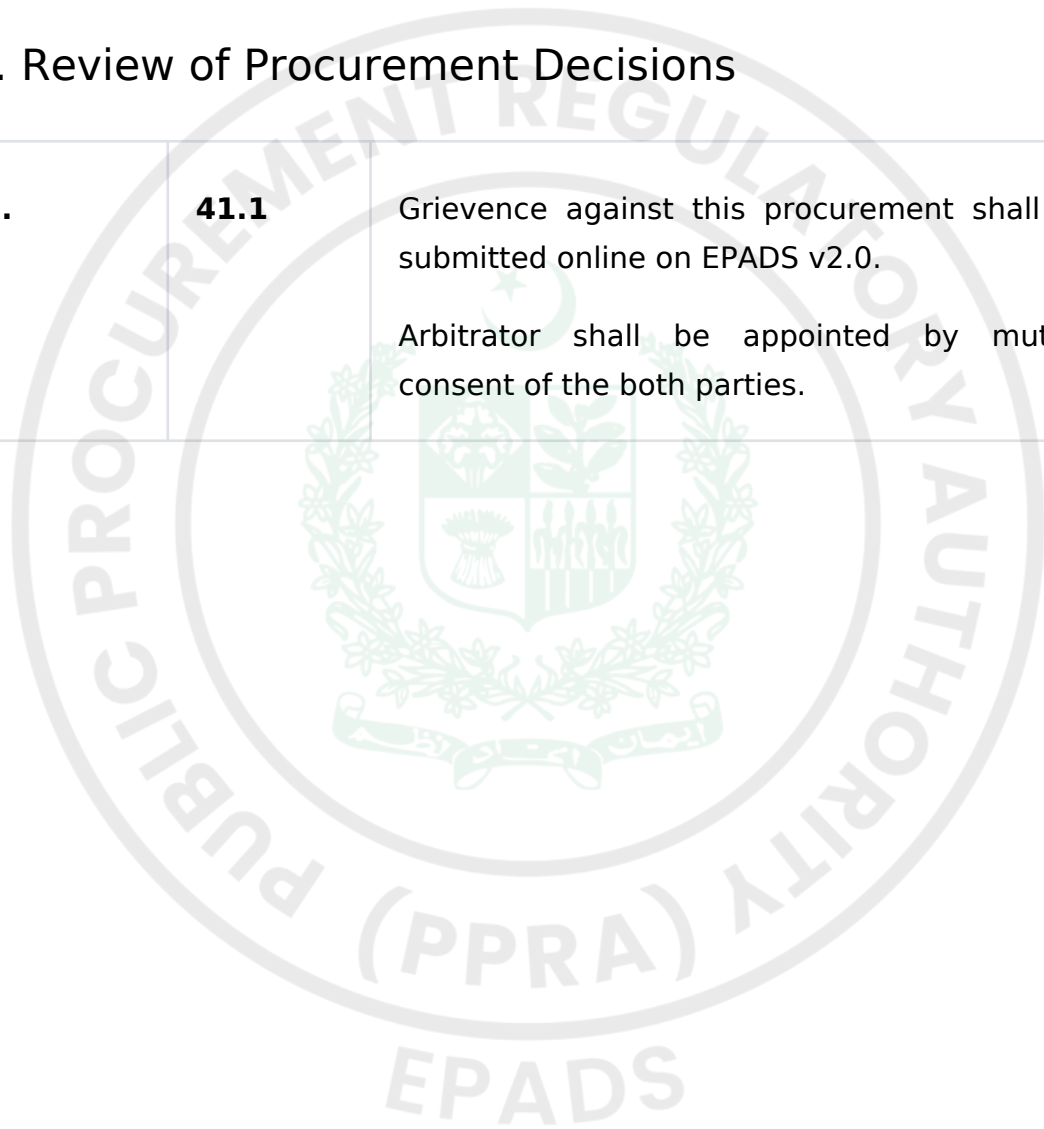 . Review of Procurement Decisions
. 41.1 Grievence against this procurement shall
submitted online on EPADS v2.0.
Arbitrator shall be appointed by mut
consent of the both parties.
PUBLIC PROCUREMENT REGULATORY AUTHORITY
(PPRA)
EPADS